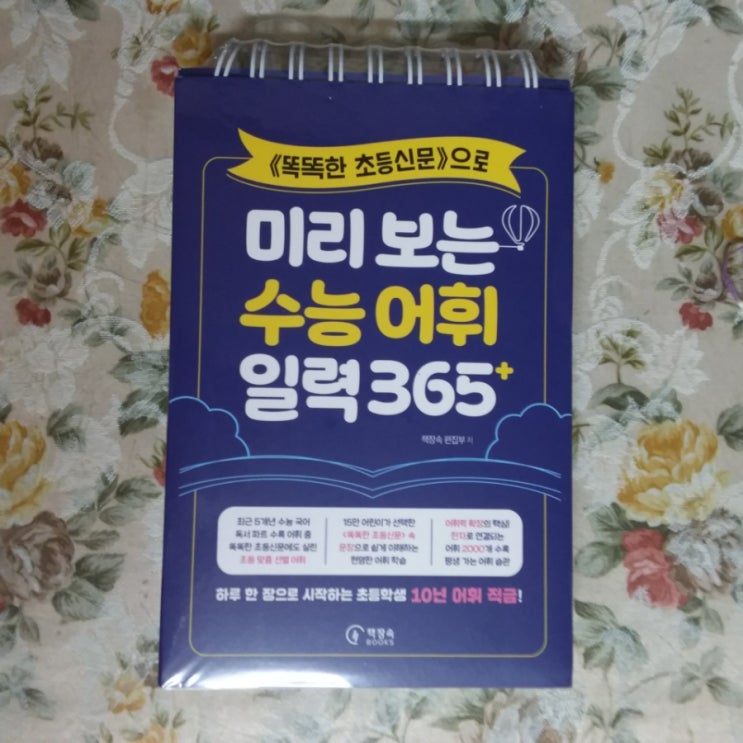 《똑똑한 초등신문》으로
미리 보는
수능 어휘
일력 365+
책장속 편집부 저
최근 5개년 수능 국어
독서 파트 수록 어휘 중
똑똑한 초등신문에도 실린
초등 맞춤 선별 어휘
15만 어린이가 선택한
<똑똑한 초등신문> 속
문장으로 쉽게 이해하는
현명한 어휘 학습
어휘력 확장의 핵심!
한자로 연결되는
어휘 2000개 수록
평생 가는 어휘 습관
하루 한 장으로 시작하는 초등학생 10년 어휘 적금!
책장속
BOOKS